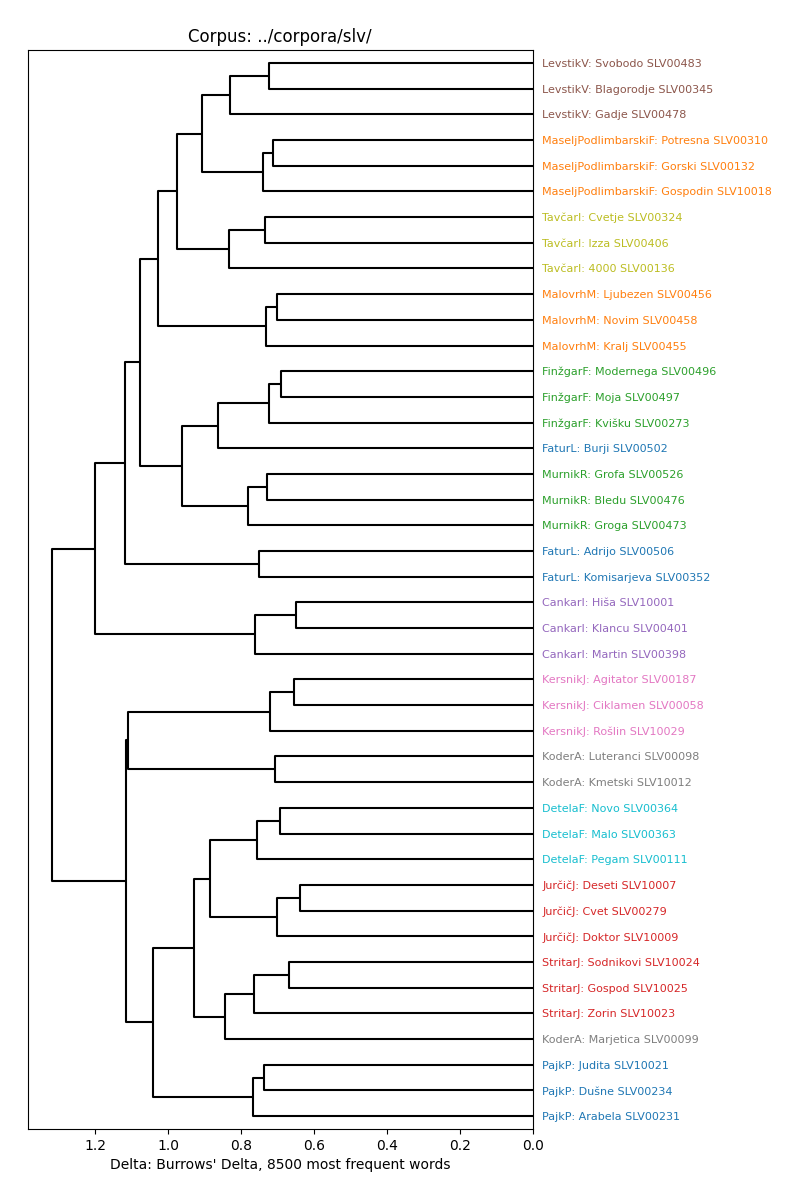 Corpus: ../corpora/slv/
LevstikV: Svobodo SLV00483
LevstikV: Blagorodje SLV00345
LevstikV: Gadje SLV00478
MaseljPodlimbarskiF: Potresna SLV00310
MaseljPodlimbarskiF: Gorski SLV00132
MaseljPodlimbarskiF: Gospodin SLV10018
TavčarI: Cvetje SLV00324
TavčarI: Izza SLV00406
TavčarI: 4000 SLV00136
MalovrhM: Ljubezen SLV00456
MalovrhM: Novim SLV00458
MalovrhM: Kralj SLV00455
FinžgarF: Modernega SLV00496
FinžgarF: Moja SLV00497
FinžgarF: Kvišku SLV00273
FaturL: Burji SLV00502
MurnikR: Grofa SLV00526
MurnikR: Bledu SLV00476
MurnikR: Groga SLV00473
FaturL: Adrijo SLV00506
FaturL: Komisarjeva SLV00352
CankarI: Hiša SLV10001
CankarI: Klancu SLV00401
CankarI: Martin SLV00398
KersnikJ: Agitator SLV00187
KersnikJ: Ciklamen SLV00058
KersnikJ: Rošlin SLV10029
KoderA: Luteranci SLV00098
KoderA: Kmetski SLV10012
DetelaF: Novo SLV00364
DetelaF: Malo SLV00363
DetelaF: Pegam SLV00111
JurčičJ: Deseti SLV10007
JurčičJ: Cvet SLV00279
JurčičJ: Doktor SLV10009
StritarJ: Sodnikovi SLV10024
StritarJ: Gospod SLV10025
StritarJ: Zorin SLV10023
KoderA: Marjetica SLV00099
PajkP: Judita SLV10021
PajkP: Dušne SLV00234
PajkP: Arabela SLV00231
1.2 1.0 0.8 0.6 0.4 0.2 0.0
Delta: Burrows' Delta, 8500 most frequent words